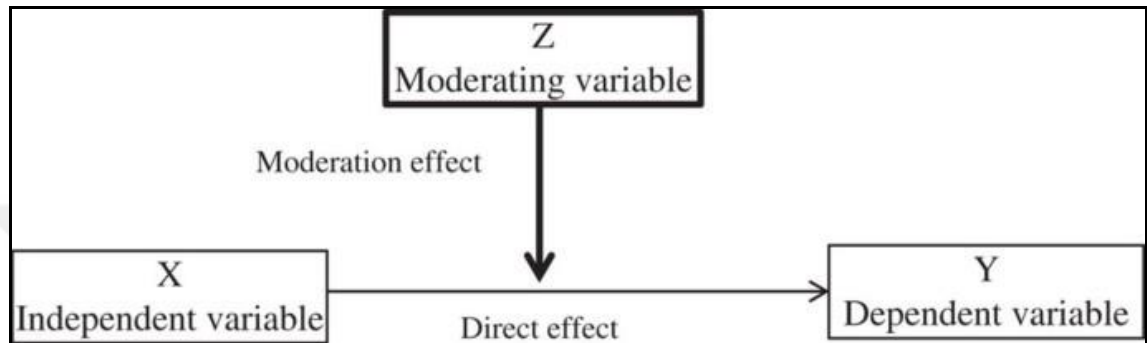 Z
Moderating variable
Moderation effect
X
Independent variable
Direct effect
Y
Dependent variable